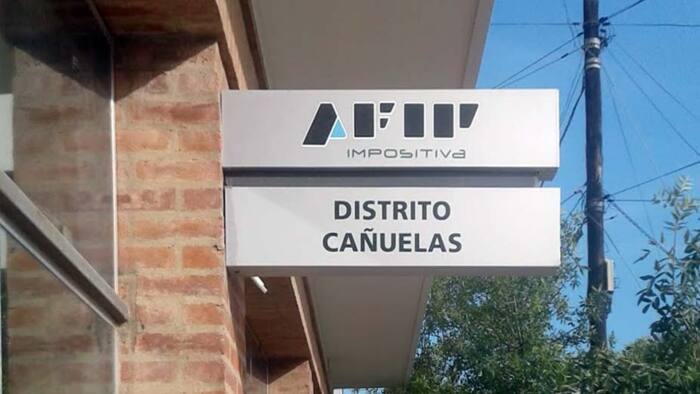 AFIP
IMPOSITIVa
DISTRITO
CAÑUELAS